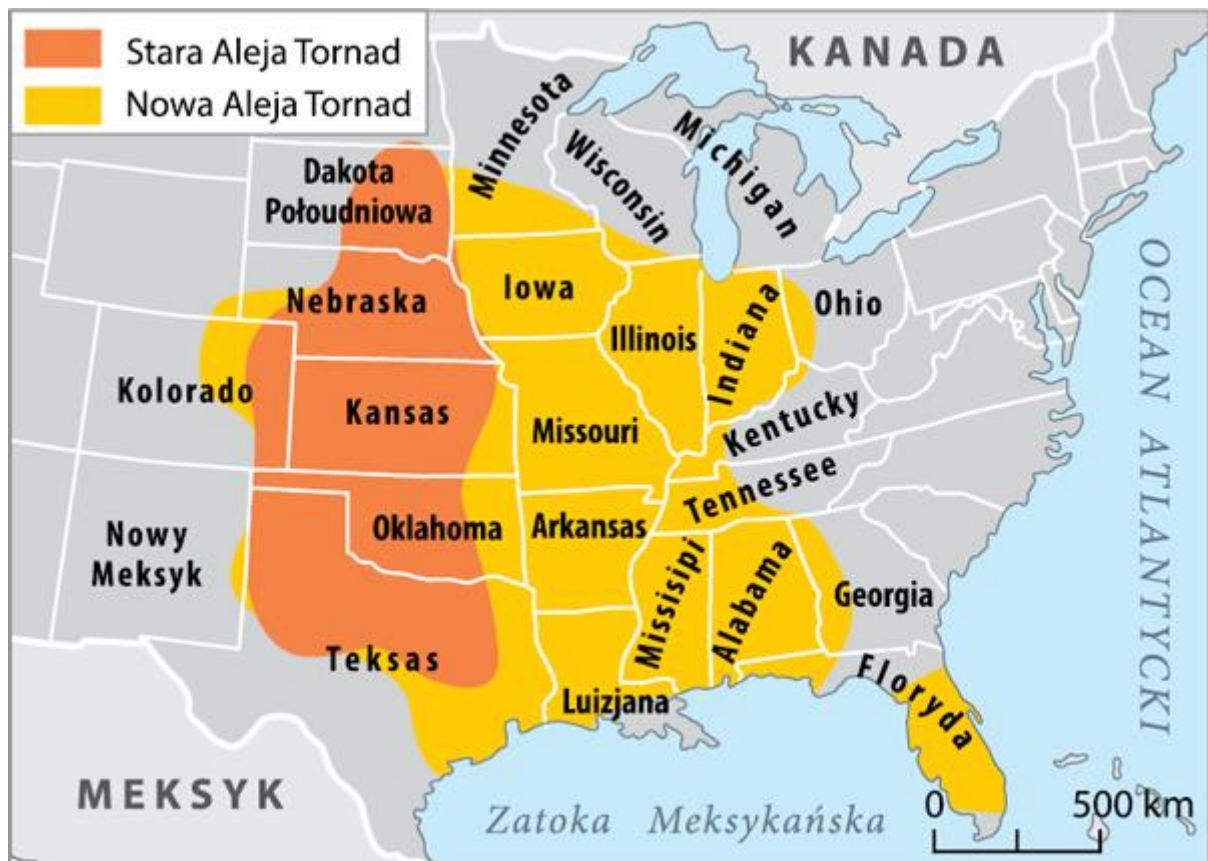 Stara Aleja Tornad
Nowa Aleja Tornad
KANADA
Minnesota
Wisconsin
Michigan
Dakota
Połoudniowa
Iowa
Nebraska
Ohio
Illinois
Indiana
Kolorado
Kansas
Missouri
Kentucky
Tennessee
Oklahoma
Arkansas
Nowy
Meksyk
Missisipi
Alabama
Georgia
Teksas
Luizjana
Floryda
MEKSYK
Zatoka Meksykańska
OCEAN ATLANTYCKI
0 500 km